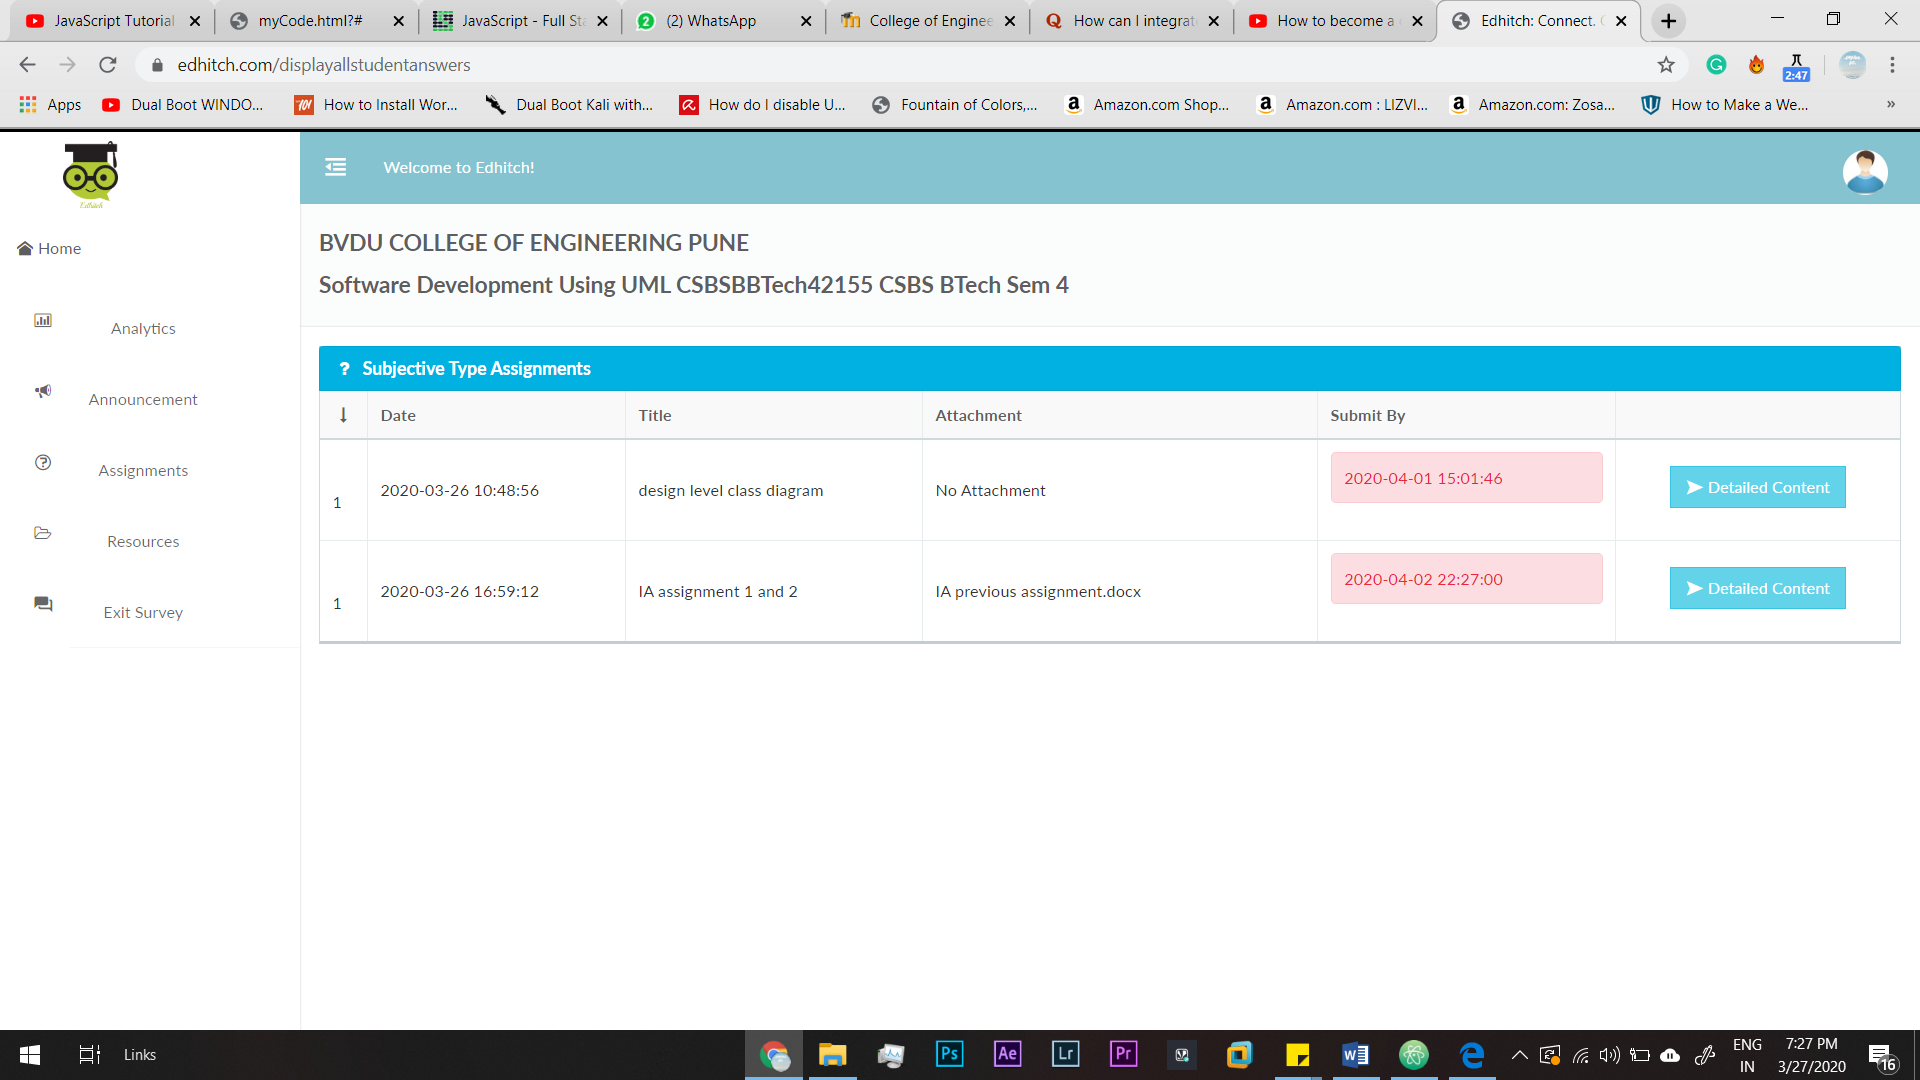 JavaScript Tutorial
myCode.html?#
JavaScript - Full Sta
(2) WhatsApp
College of Enginee
How can I integrat
How to become a
Edhitch: Connect.
edhitch.com/displayallstudentanswers
2:47
Apps
Dual Boot WINDO...
How to Install Wor...
Dual Boot Kali with...
How do I disable U...
Fountain of Colors,...
Amazon.com Shop...
Amazon.com : LIZVI...
Amazon.com: Zosa...
How to Make a We...
»
Edhitch
Welcome to Edhitch!
Home
Analytics
Announcement
Assignments
Resources
Exit Survey
BVDU COLLEGE OF ENGINEERING PUNE
Software Development Using UML CSBSBBTech42155 CSBS BTech Sem 4
? Subjective Type Assignments
Date Title Attachment Submit By
1 2020-03-26 10:48:56 design level class diagram No Attachment 2020-04-01 15:01:46 Detailed Content
1 2020-03-26 16:59:12 IA assignment 1 and 2 IA previous assignment.docx 2020-04-02 22:27:00 Detailed Content
Links
Ps
Ae
Lr
Pr
ENG
IN
7:27 PM
3/27/2020
16